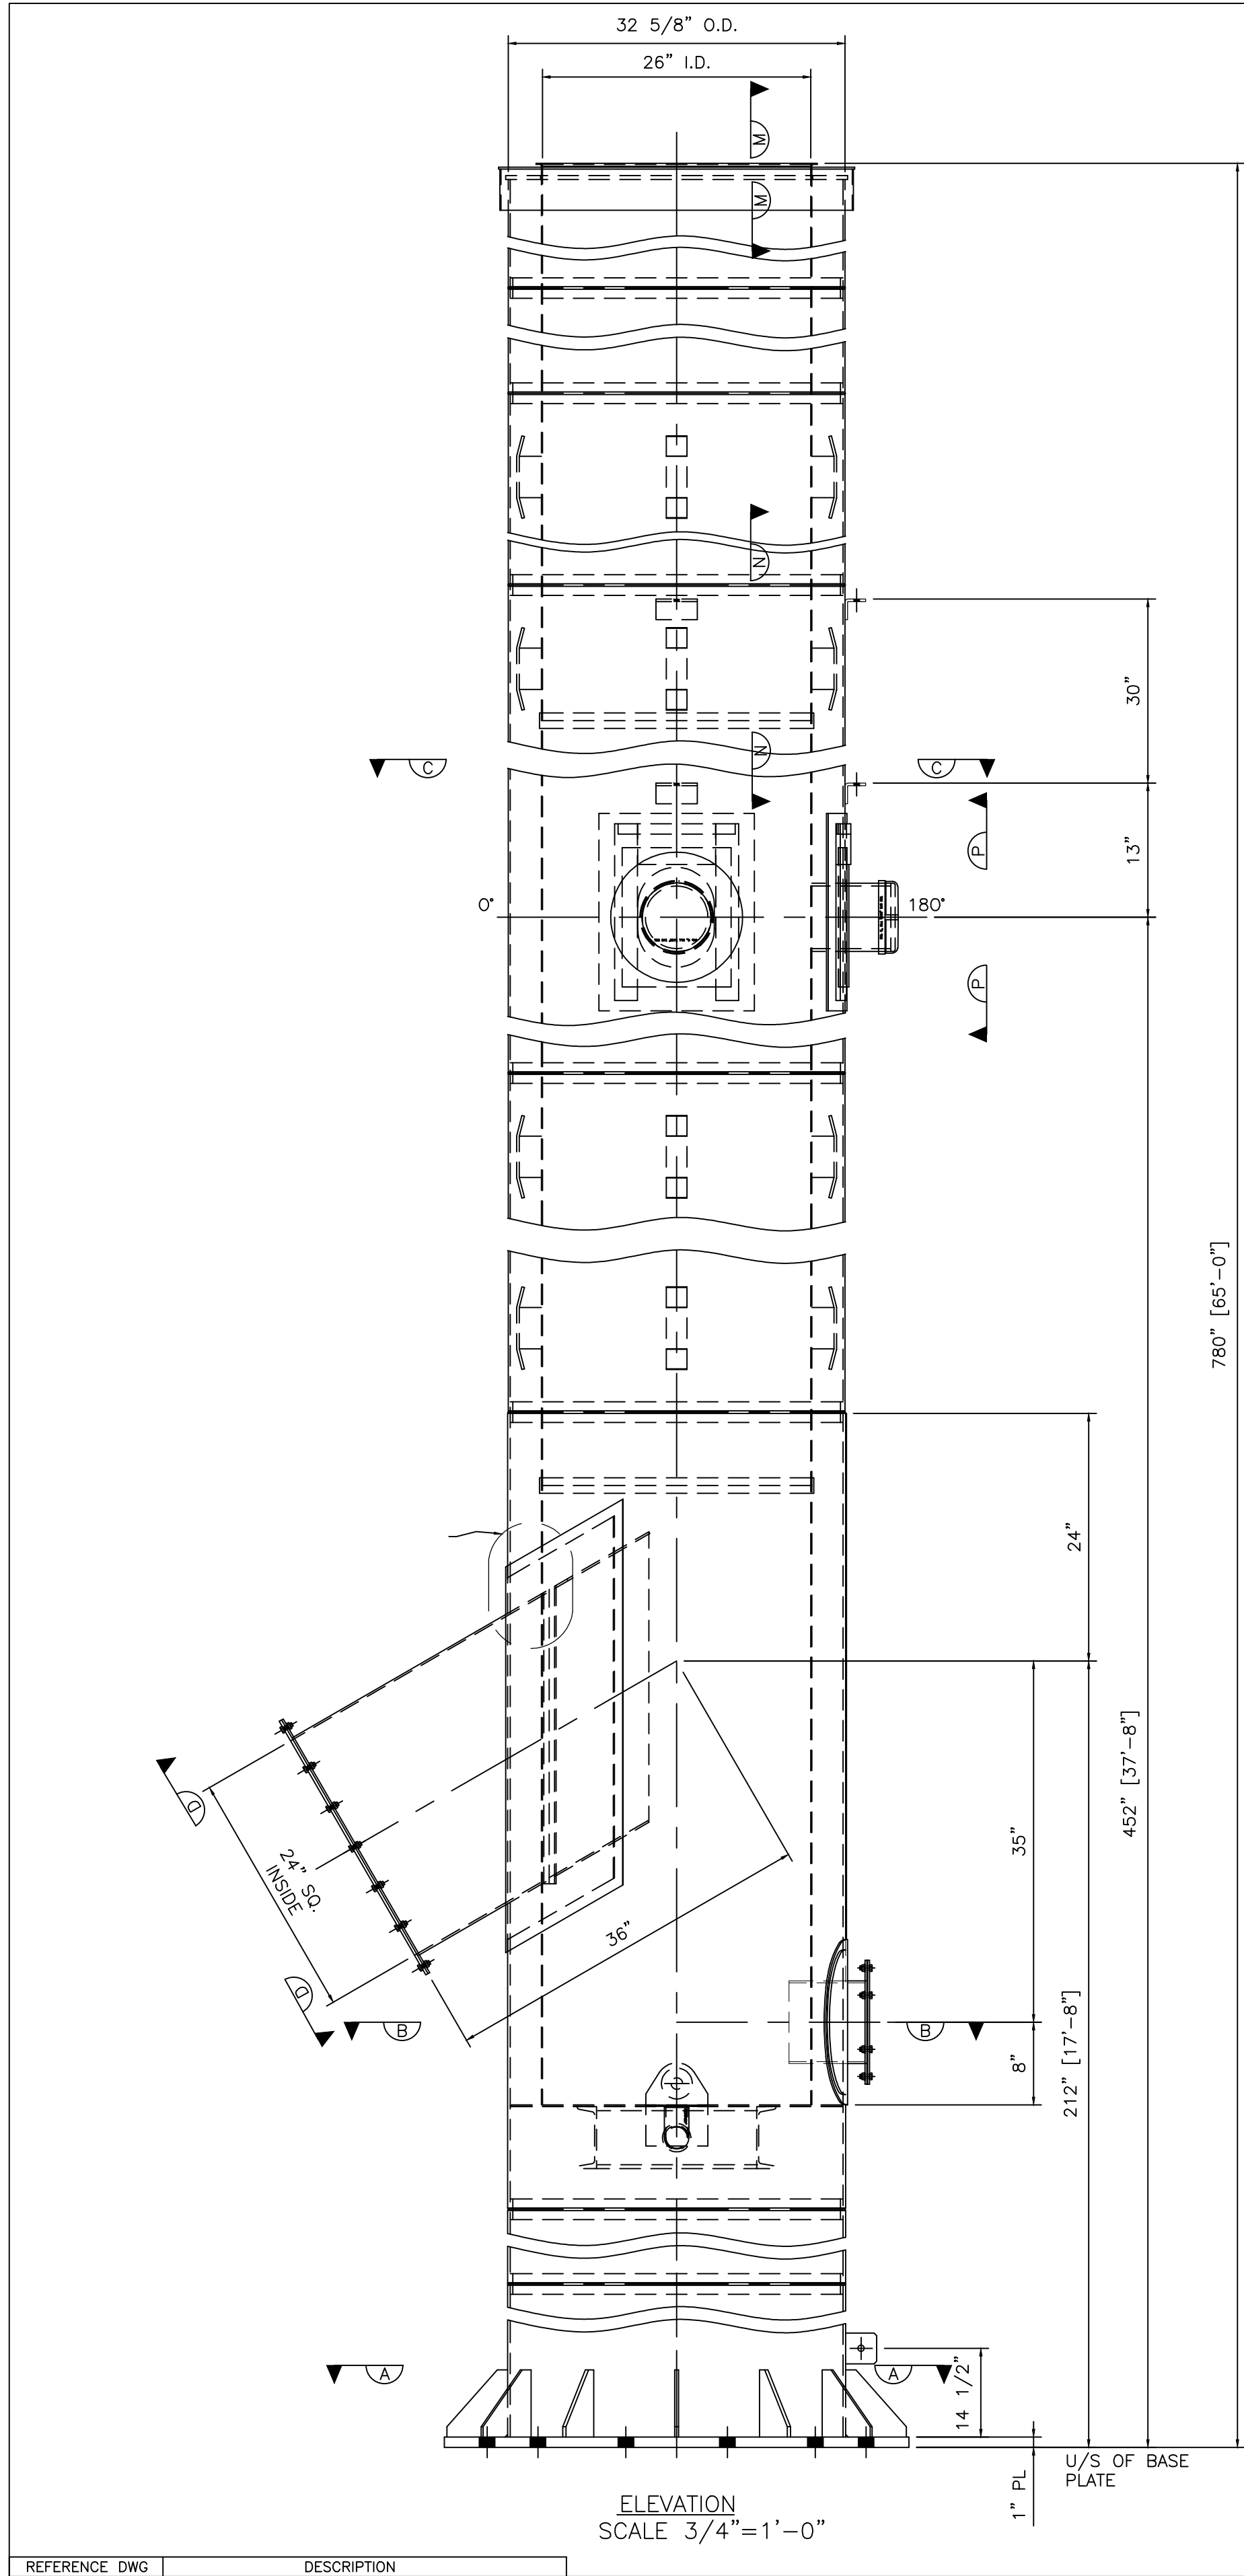 32 5/8" O.D.
26" I.D.
M
M
N
30"
N
C
C
13"
P
0°
180°
P
780" [65'-0"]
24"
452" [37'-8"]
35"
D
24" SQ.
INSIDE
36"
D
212" [17'-8"]
B
B
8"
A
A
14 1/2"
U/S OF BASE
PLATE
1" PL
ELEVATION
SCALE 3/4"=1'-0"
REFERENCE DWG
DESCRIPTION